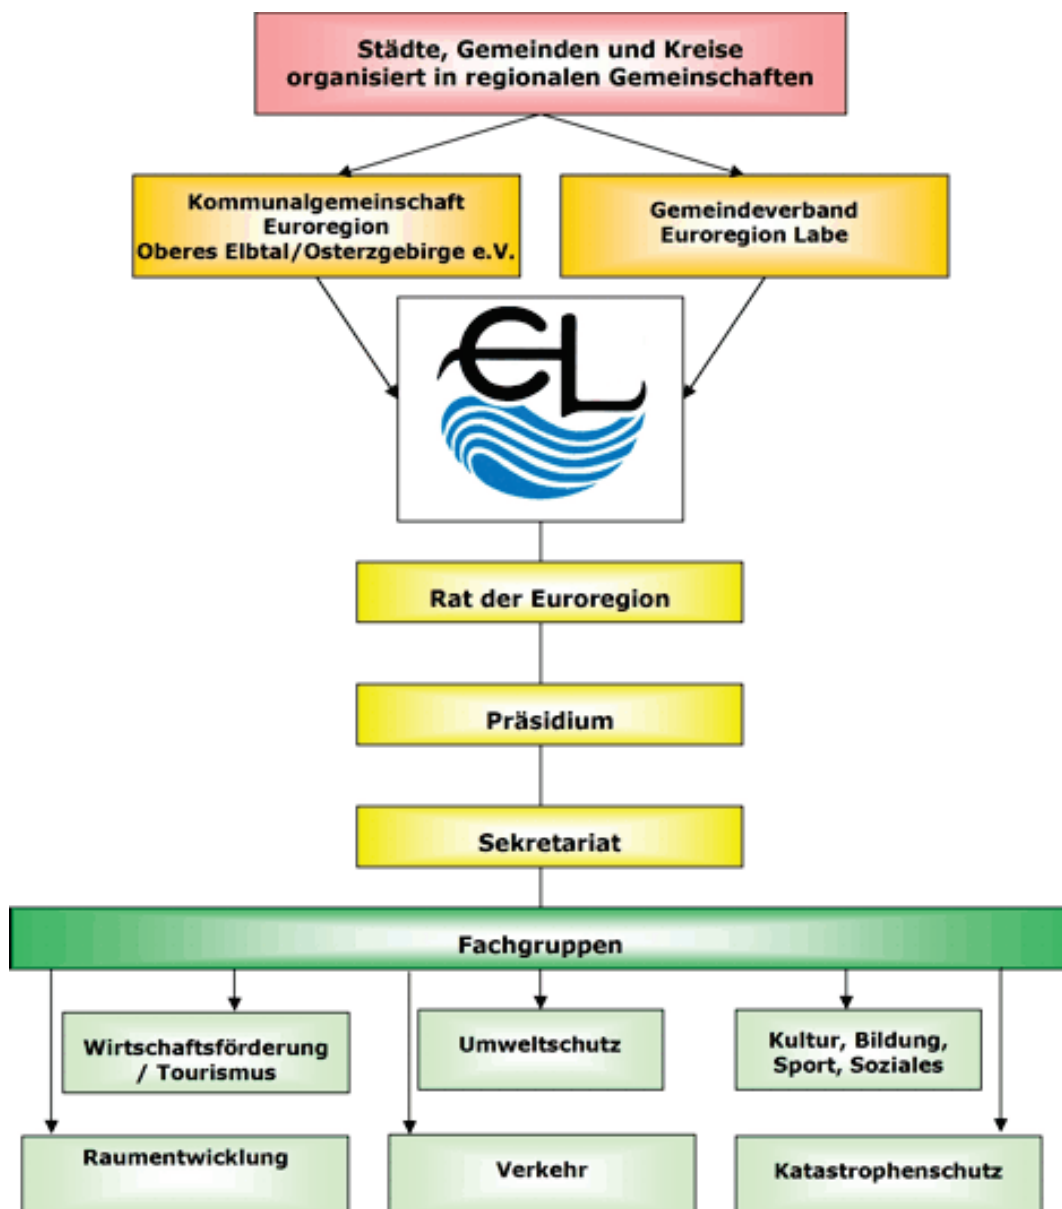 Städte, Gemeinden und Kreise
organisiert in regionalen Gemeinschaften
Kommunalgemeinschaft
Euroregion
Oberes Elbtal/Osterzgebirge e.V.
Gemeindeverband
Euroregion Labe
EL
Rat der Euroregion
Präsidium
Sekretariat
Fachgruppen
Wirtschaftsförderung
/ Tourismus
Umweltschutz
Kultur, Bildung,
Sport, Soziales
Raumentwicklung
Verkehr
Katastrophenschutz